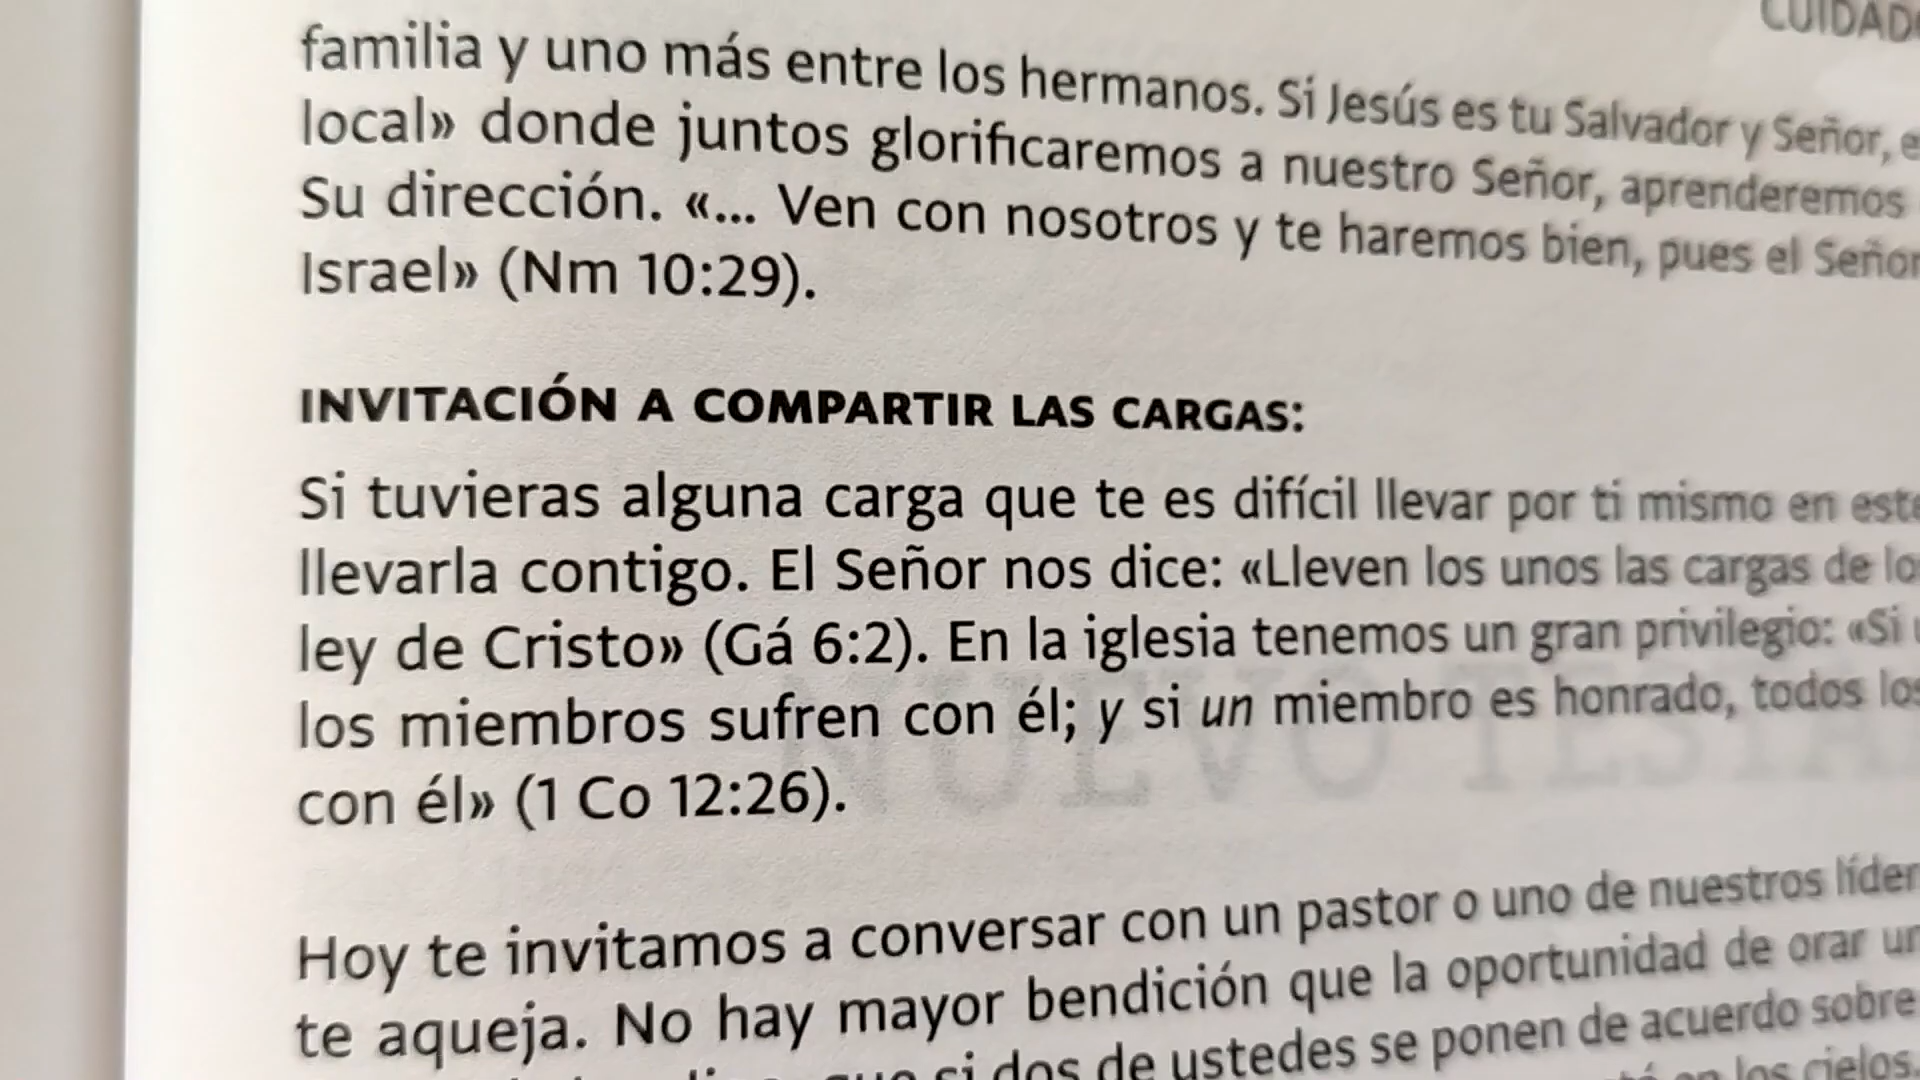 CUIDAD
familia y uno más entre los hermanos. Si Jesús es tu Salvador y Señor, e
local» donde juntos glorificaremos a nuestro Señor, aprenderemos
Su dirección. «... Ven con nosotros y te haremos bien, pues el Señor
Israel» (Nm 10:29).
INVITACIÓN A COMPARTIR LAS CARGAS:
Si tuvieras alguna carga que te es difícil llevar por ti mismo en este
llevarla contigo. El Señor nos dice: «Lleven los unos las cargas de lo
ley de Cristo» (Gá 6:2). En la iglesia tenemos un gran privilegio: «Si
los miembros sufren con él; y si un miembro es honrado, todos los
con él» (1 Co 12:26).
Hoy te invitamos a conversar con un pastor o uno de nuestros líder
te aqueja. No hay mayor bendición que la oportunidad de orar un
si dos de ustedes se ponen de acuerdo sobre
en los cielos.